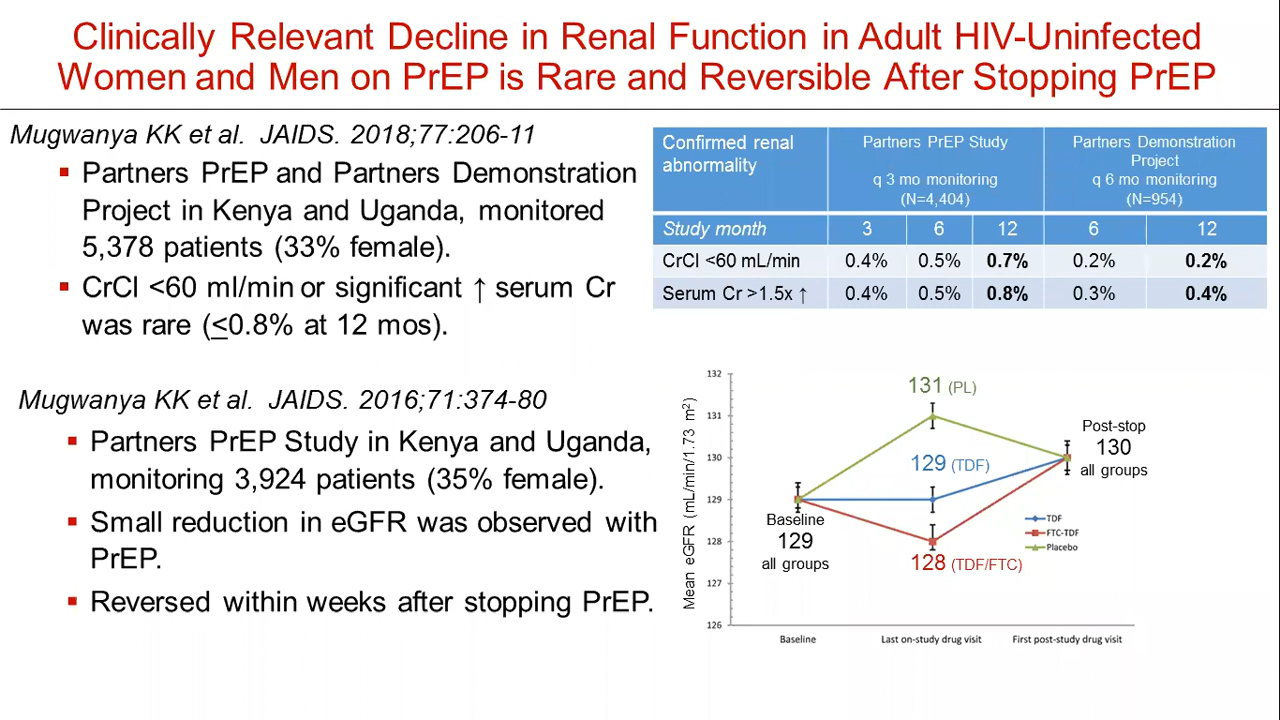 Clinically Relevant Decline in Renal Function in Adult HIV-Uninfected
Women and Men on PrEP is Rare and Reversible After Stopping PrEP
Mugwanya KK et al. JAIDS. 2018;77:206-11
▪ Partners PrEP and Partners Demonstration
Project in Kenya and Uganda, monitored
5,378 patients (33% female).
▪ CrCl <60 ml/min or significant ↑ serum Cr
was rare (<0.8% at 12 mos).
Confirmed renal
abnormality
Partners PrEP Study
q 3 mo monitoring
(N=4,404)
Partners Demonstration
Project
q 6 mo monitoring
(N=954)
Study month 3 6 12 6 12
CrCl <60 mL/min 0.4% 0.5% 0.7% 0.2% 0.2%
Serum Cr >1.5x ↑ 0.4% 0.5% 0.8% 0.3% 0.4%
Mugwanya KK et al. JAIDS. 2016;71:374-80
▪ Partners PrEP Study in Kenya and Uganda,
monitoring 3,924 patients (35% female).
▪ Small reduction in eGFR was observed with
PrEP.
▪ Reversed within weeks after stopping PrEP.
Mean eGFR (mL/min/1.73 m²)
132
131
130
129
128
127
126
131 (PL)
129 (TDF)
128 (TDF/FTC)
Baseline
129
all groups
Post-stop
130
all groups
TDF
FTC-TDF
Placebo
Baseline Last on-study drug visit First post-study drug visit